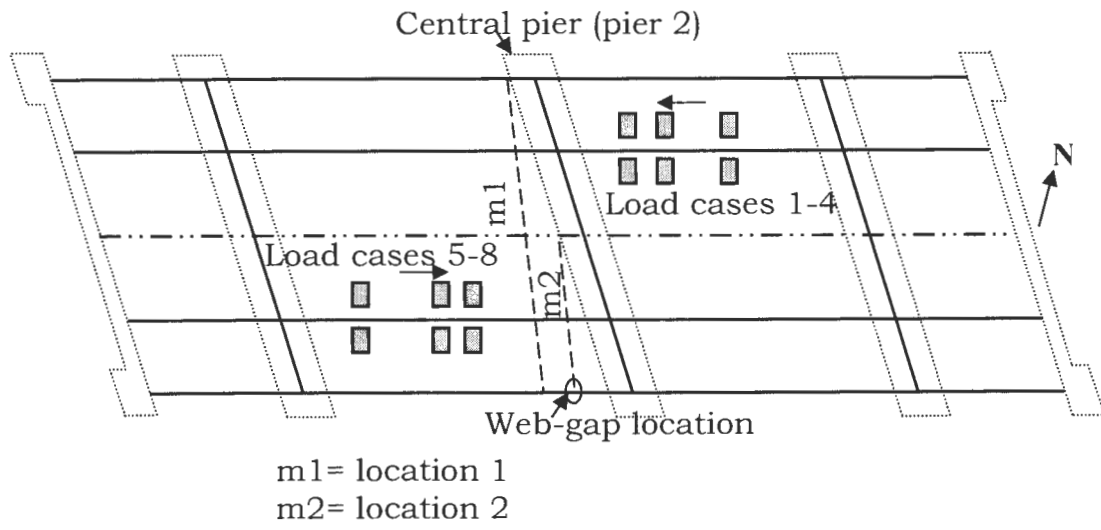 Central pier (pier 2)
N
m1
Load cases 1-4
Load cases 5-8
m2
Web-gap location
m1= location 1
m2= location 2